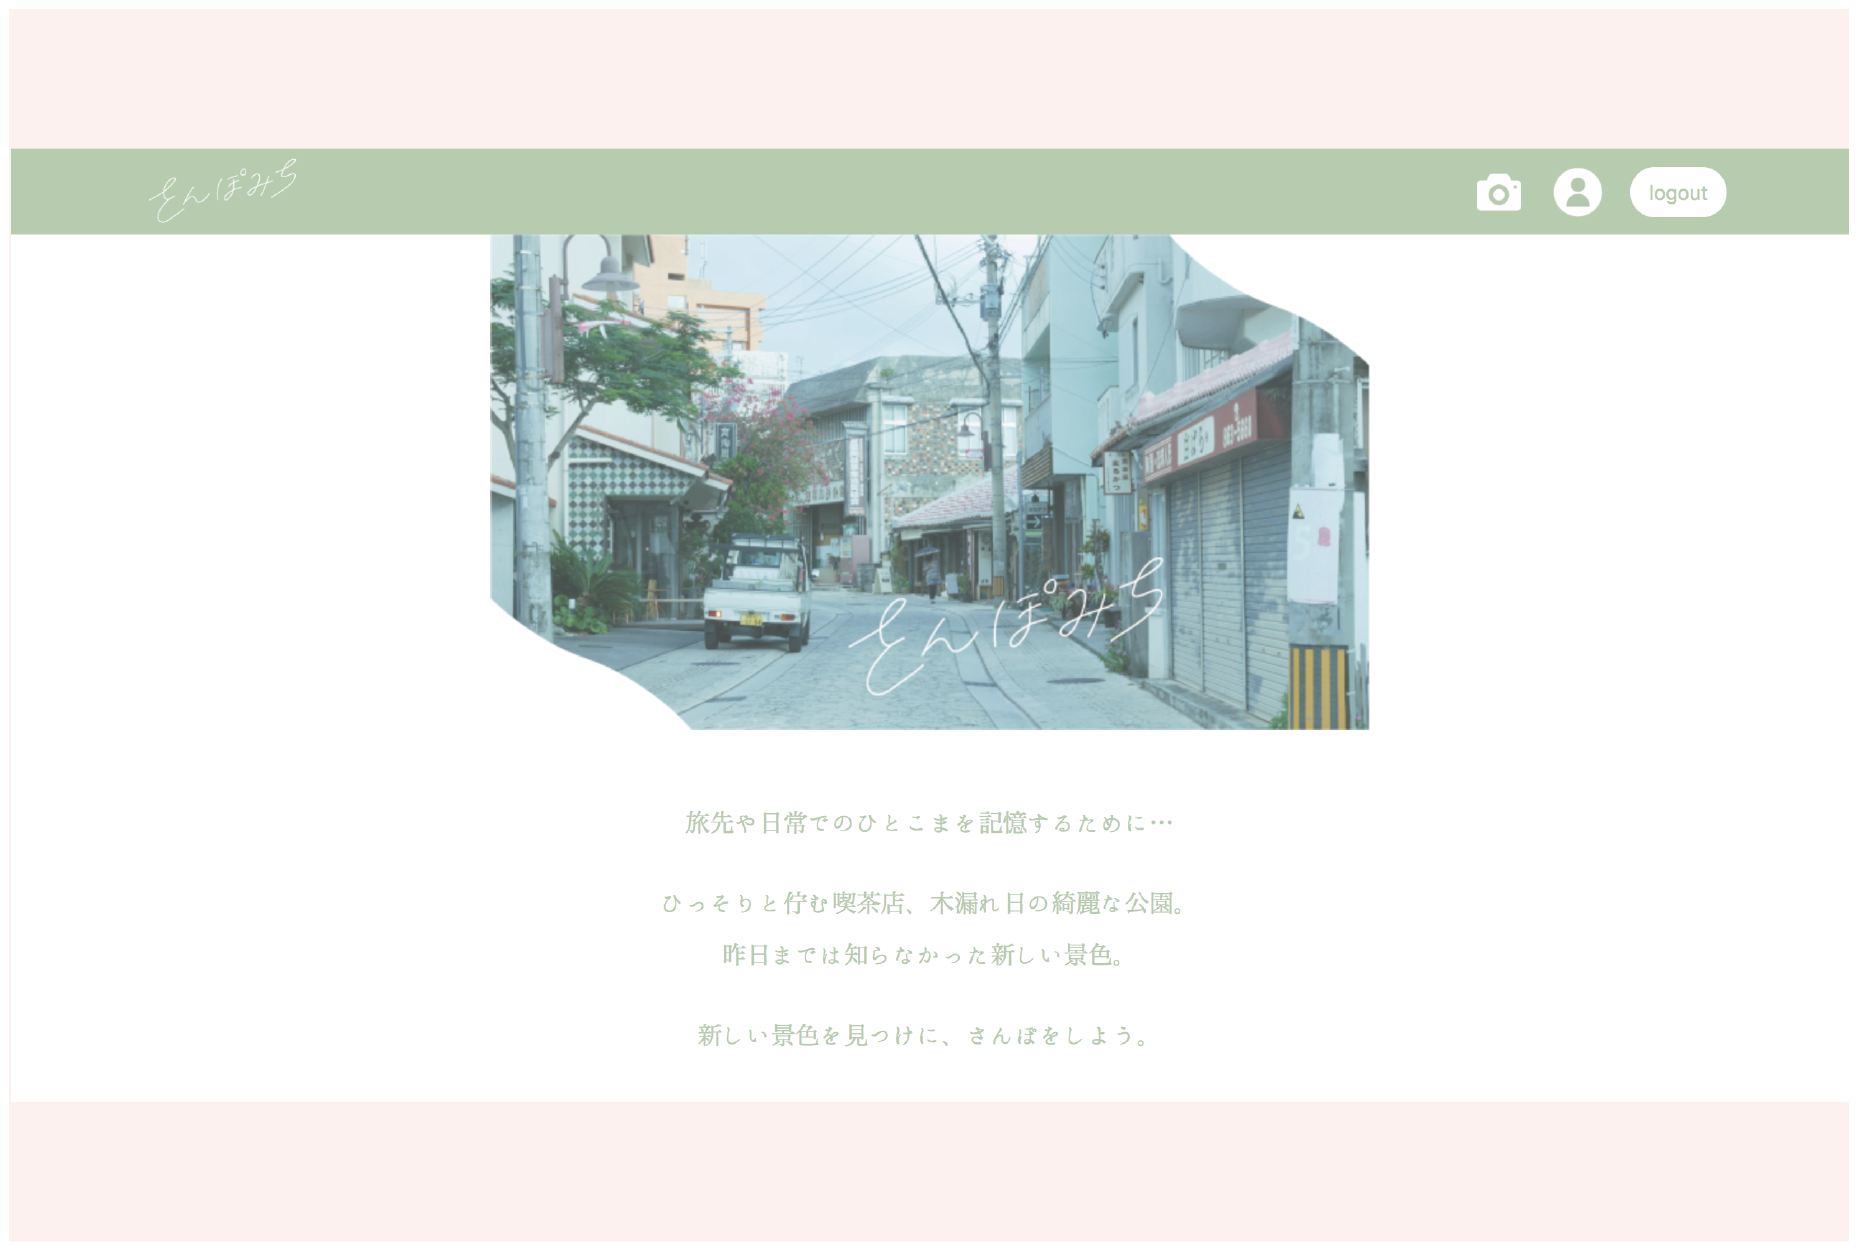 さんぽみち
logout
さんぽみち
旅先や日常でのひとこまを記憶するために…
ひっそりと佇む喫茶店、木漏れ日の綺麗な公園。
昨日までは知らなかった新しい景色。
新しい景色を見つけに、さんぽをしよう。